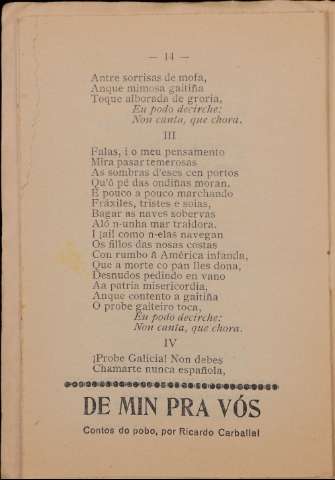 — 14 —
Antre sorrisas de mofa,
Anque mimosa gaitiña
Toque alborada de groria,
Eu podo decirche:
Non canta, que chora.
III
Falas, i o meu pensamento
Mira pasar temerosas
As sombras d'eses cen portos
Qu'ô pé das ondiñas moran,
E pouco a pouco marchando
Fráxiles, tristes e soias,
Bagar as naves sobervas
Aló n-unha mar traidora.
I ¡ai! como n-elas navegan
Os fillos das nosas costas
Con rumbo â América infanda,
Que a morte co pan lles dona,
Desnudos pedindo en vano
Aa patria misericordia,
Anque contento a gaitiña
O probe gaiteiro toca,
Eu podo decirche:
Non canta, que chora.
IV
¡Probe Galicia! Non debes
Chamarte nunca española,
DE MIN PRA VÓS
Contos do pobo, por Ricardo Carballal